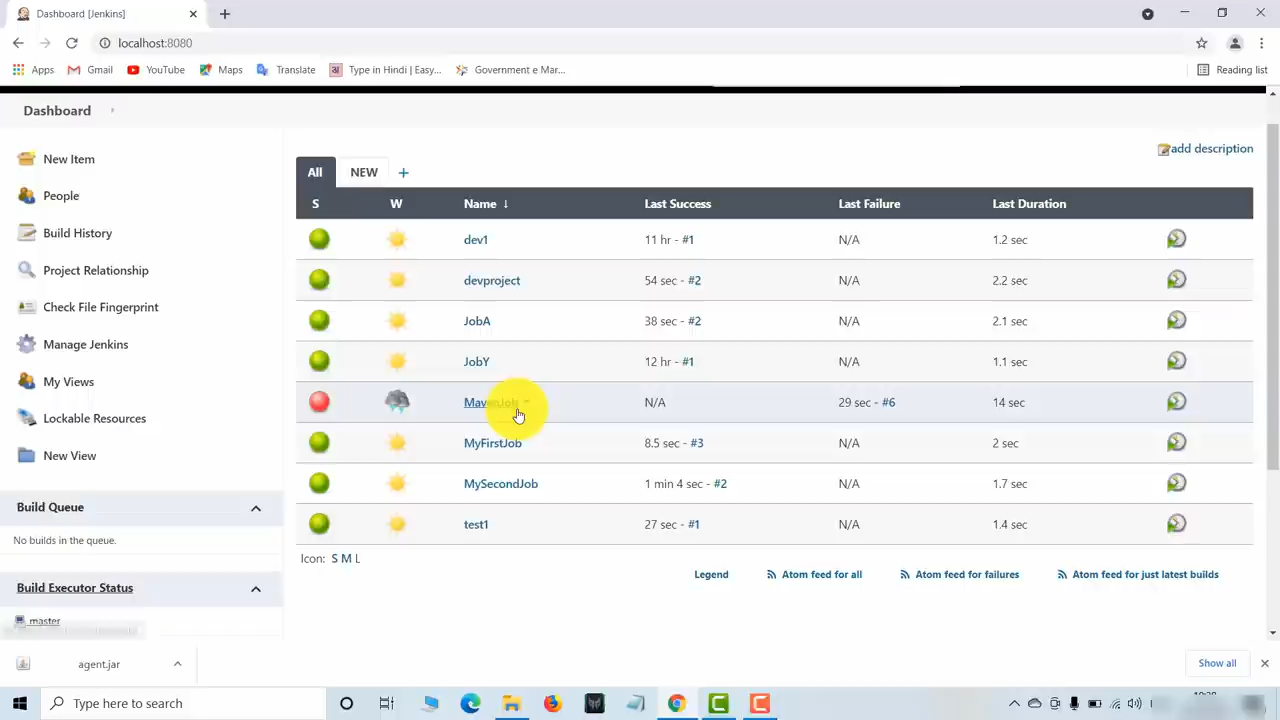 Dashboard [Jenkins]
localhost:8080
Apps Gmail YouTube Maps Translate Type in Hindi | Easy... Government e Mar... Reading list
Dashboard
New Item
People
Build History
Project Relationship
Check File Fingerprint
Manage Jenkins
My Views
Lockable Resources
New View
Build Queue
No builds in the queue.
Build Executor Status
master
add description
All NEW +
S W Name ↓ Last Success Last Failure Last Duration
dev1 11 hr - #1 N/A 1.2 sec
devproject 54 sec - #2 N/A 2.2 sec
JobA 38 sec - #2 N/A 2.1 sec
JobY 12 hr - #1 N/A 1.1 sec
MavenJob N/A 29 sec - #6 14 sec
MyFirstJob 8.5 sec - #3 N/A 2 sec
MySecondJob 1 min 4 sec - #2 N/A 1.7 sec
test1 27 sec - #1 N/A 1.4 sec
Icon: S M L
Legend Atom feed for all Atom feed for failures Atom feed for just latest builds
agent.jar Show all
Type here to search